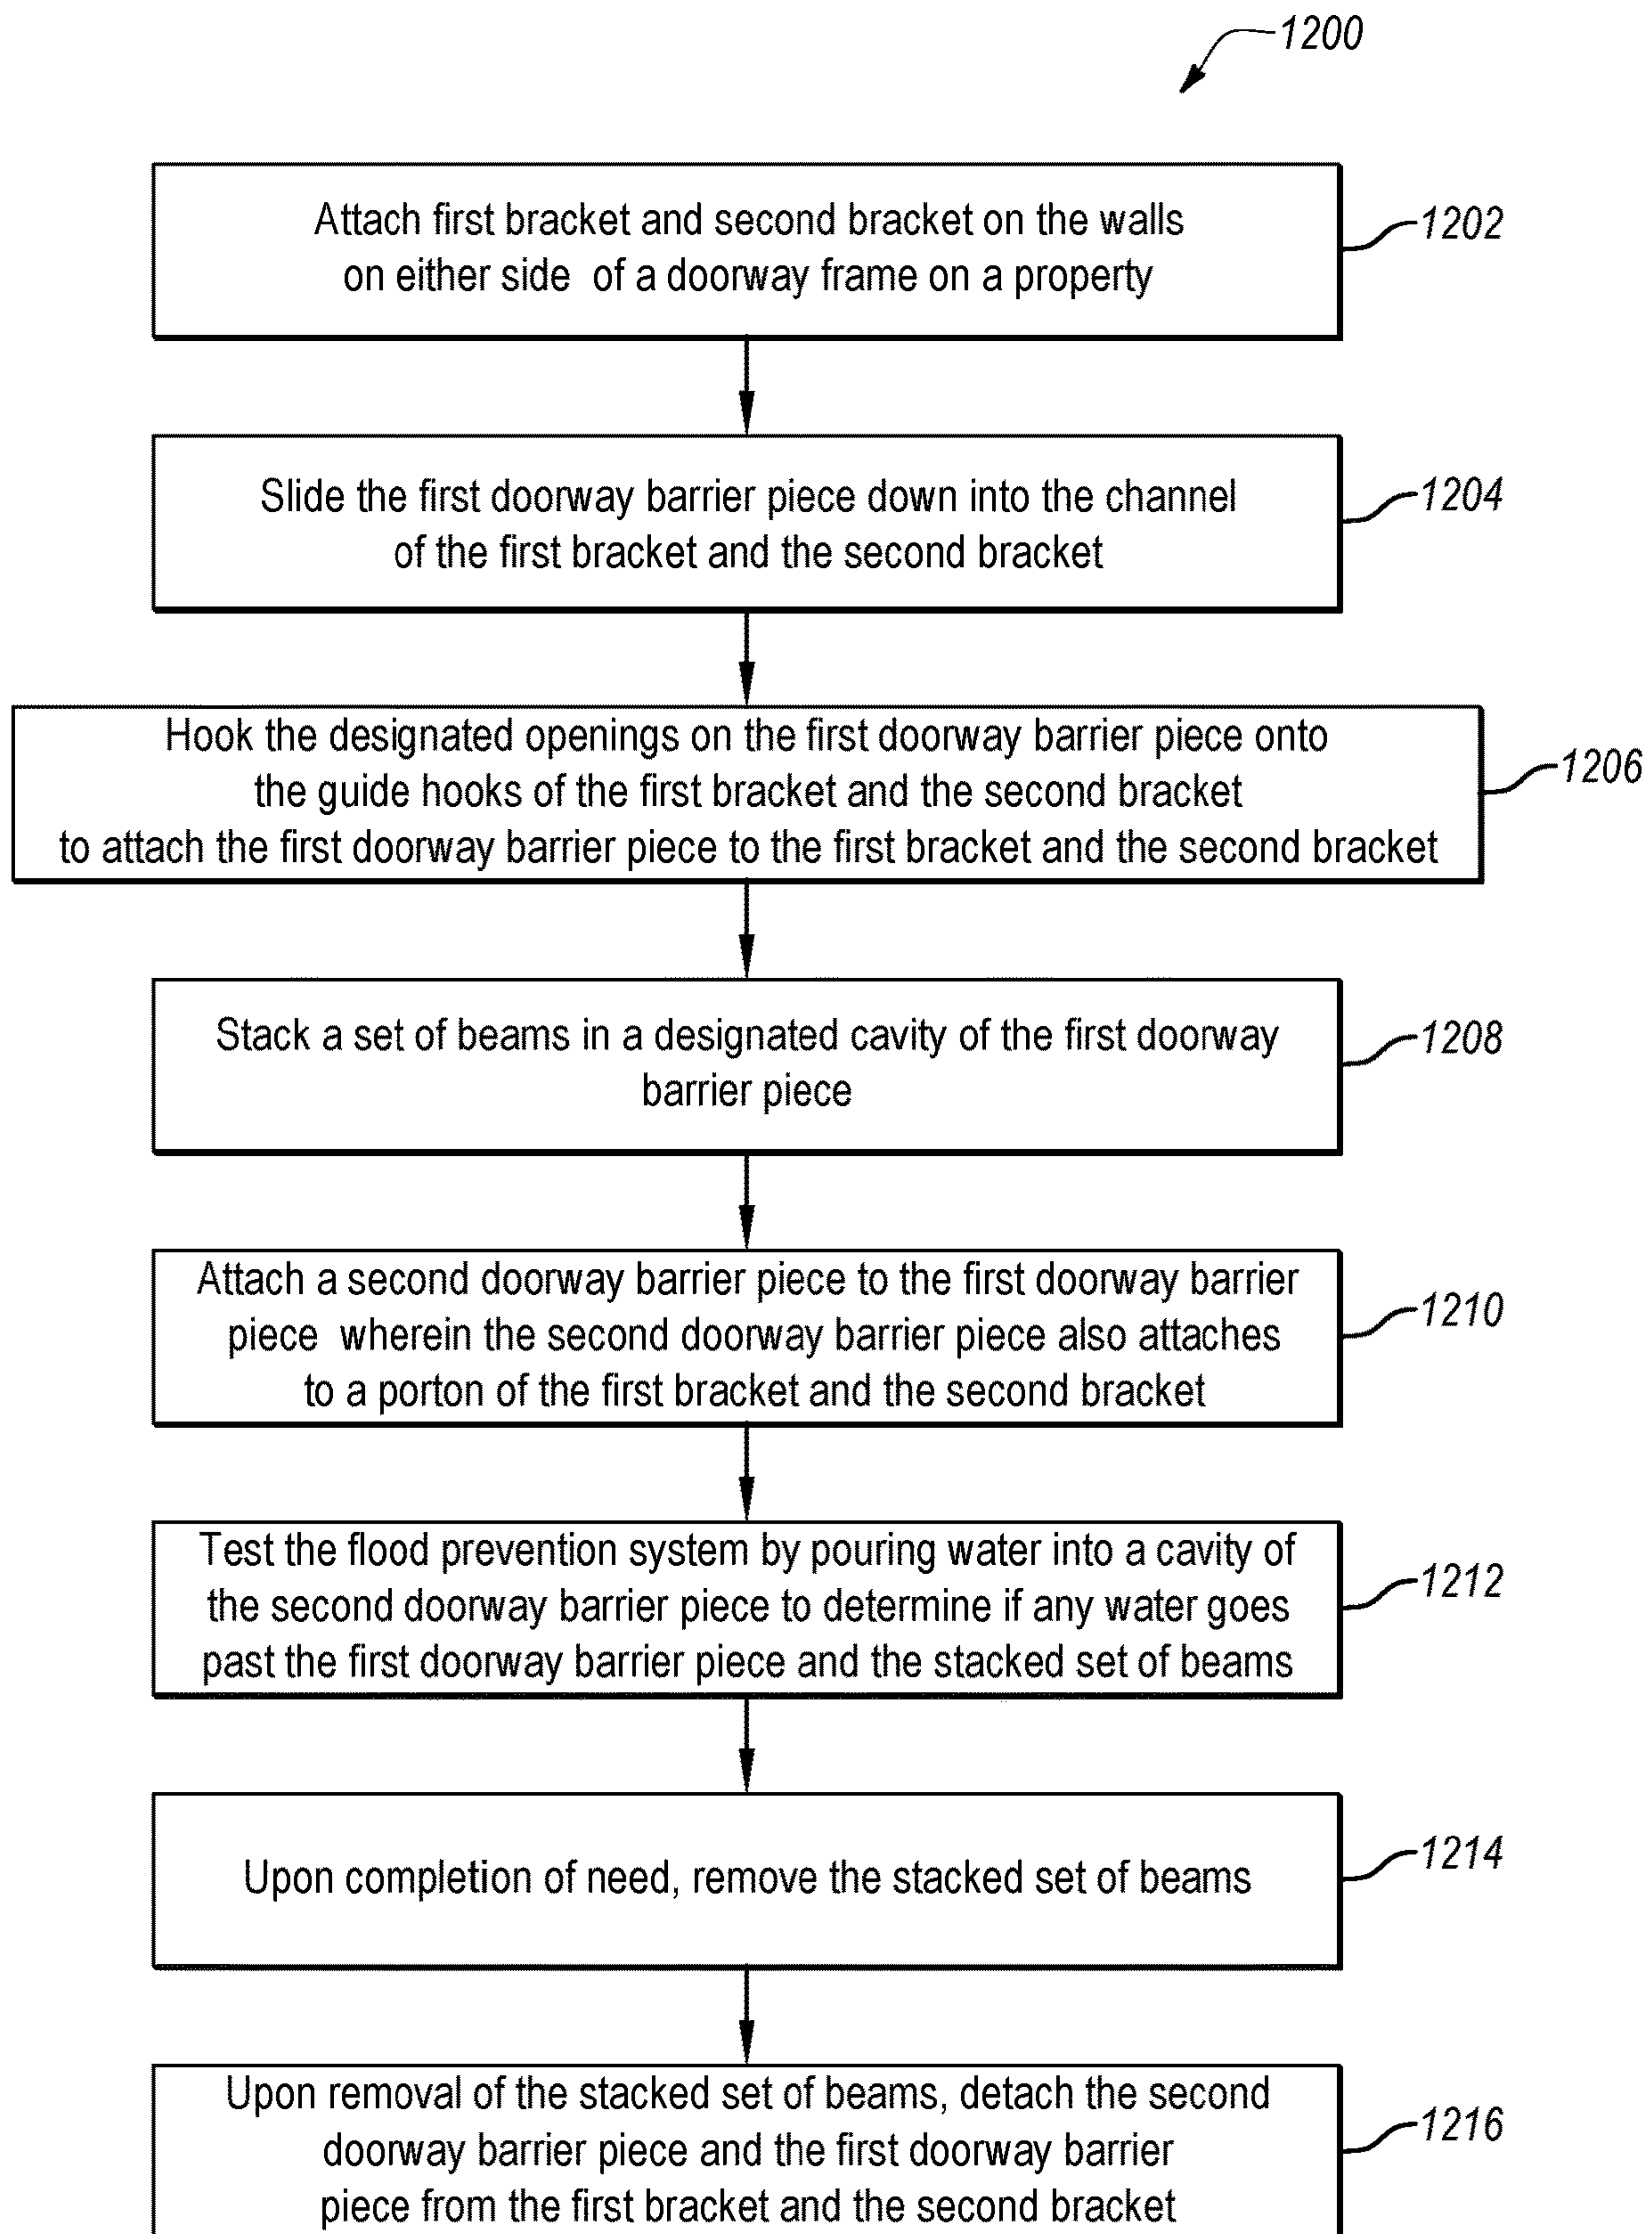 1200
Attach first bracket and second bracket on the walls
on either side of a doorway frame on a property
1202
Slide the first doorway barrier piece down into the channel
of the first bracket and the second bracket
1204
Hook the designated openings on the first doorway barrier piece onto
the guide hooks of the first bracket and the second bracket
to attach the first doorway barrier piece to the first bracket and the second bracket
1206
Stack a set of beams in a designated cavity of the first doorway
barrier piece
1208
Attach a second doorway barrier piece to the first doorway barrier
piece wherein the second doorway barrier piece also attaches
to a porton of the first bracket and the second bracket
1210
Test the flood prevention system by pouring water into a cavity of
the second doorway barrier piece to determine if any water goes
past the first doorway barrier piece and the stacked set of beams
1212
Upon completion of need, remove the stacked set of beams
1214
Upon removal of the stacked set of beams, detach the second
doorway barrier piece and the first doorway barrier
piece from the first bracket and the second bracket
1216